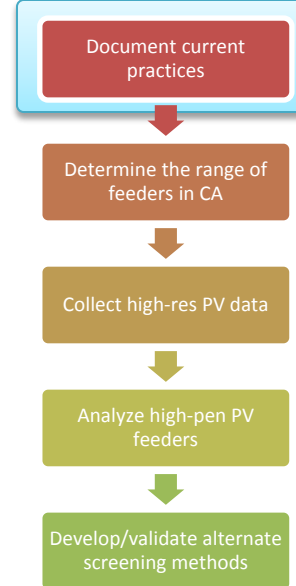 Document current
practices
Determine the range of
feeders in CA
Collect high-res PV data
Analyze high-pen PV
feeders
Develop/validate alternate
screening methods